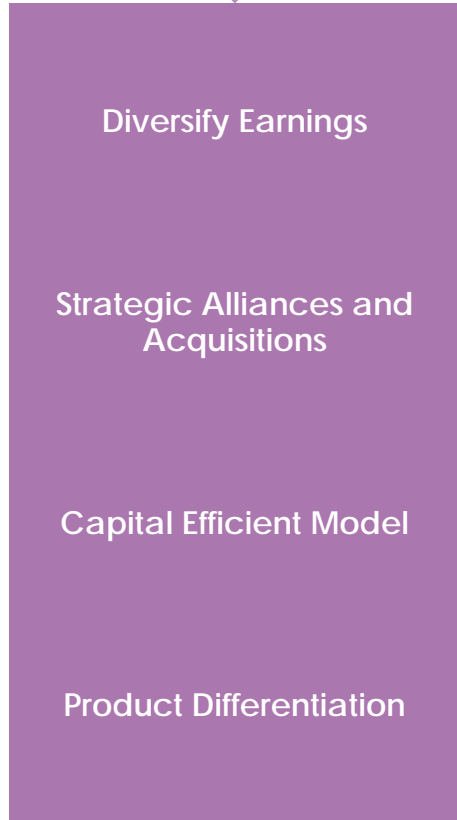 Diversify Earnings
Strategic Alliances and
Acquisitions
Capital Efficient Model
Product Differentiation